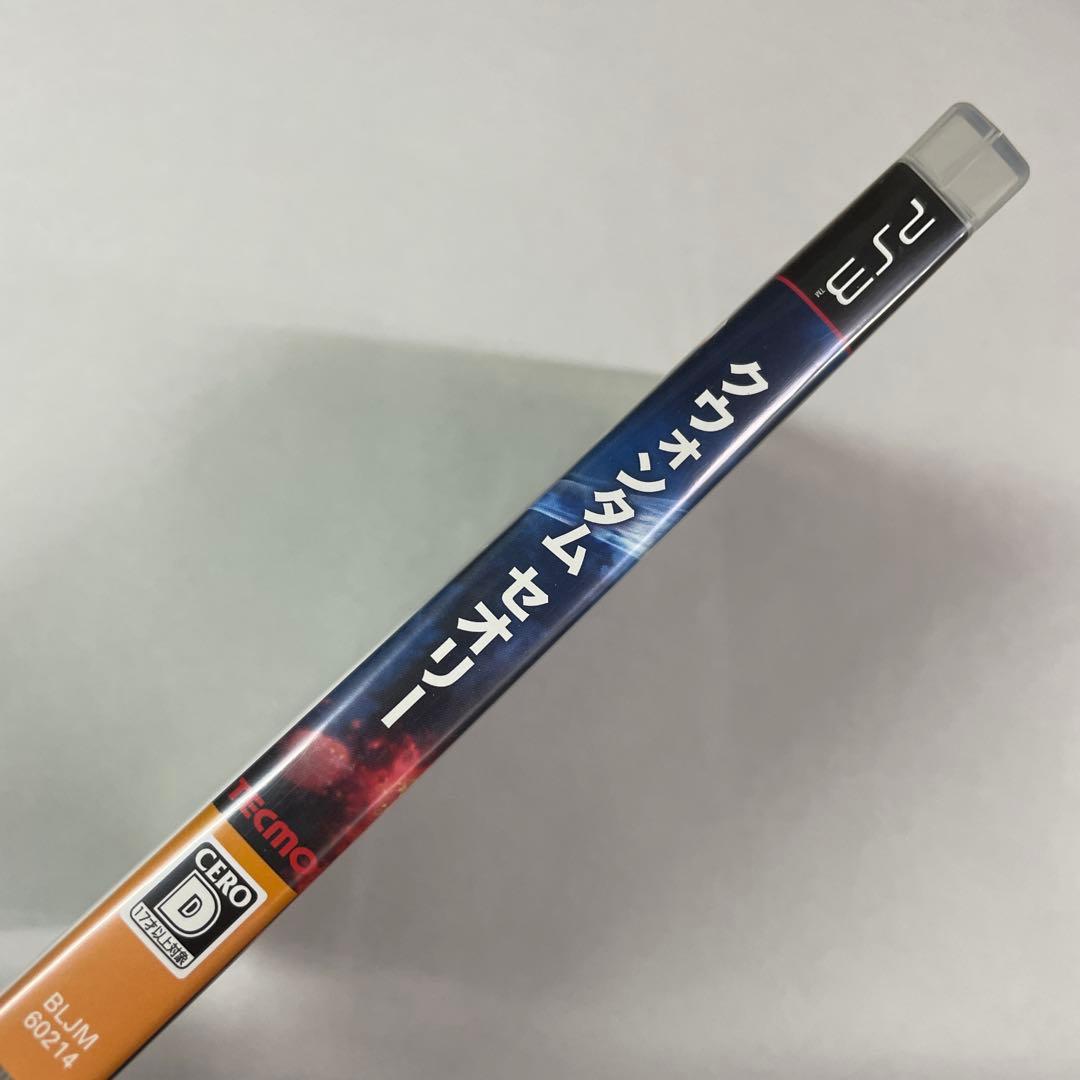 PS3™
クウォンタム セオリー
TECMO
CERO
D
17才以上対象
BLJM
60214